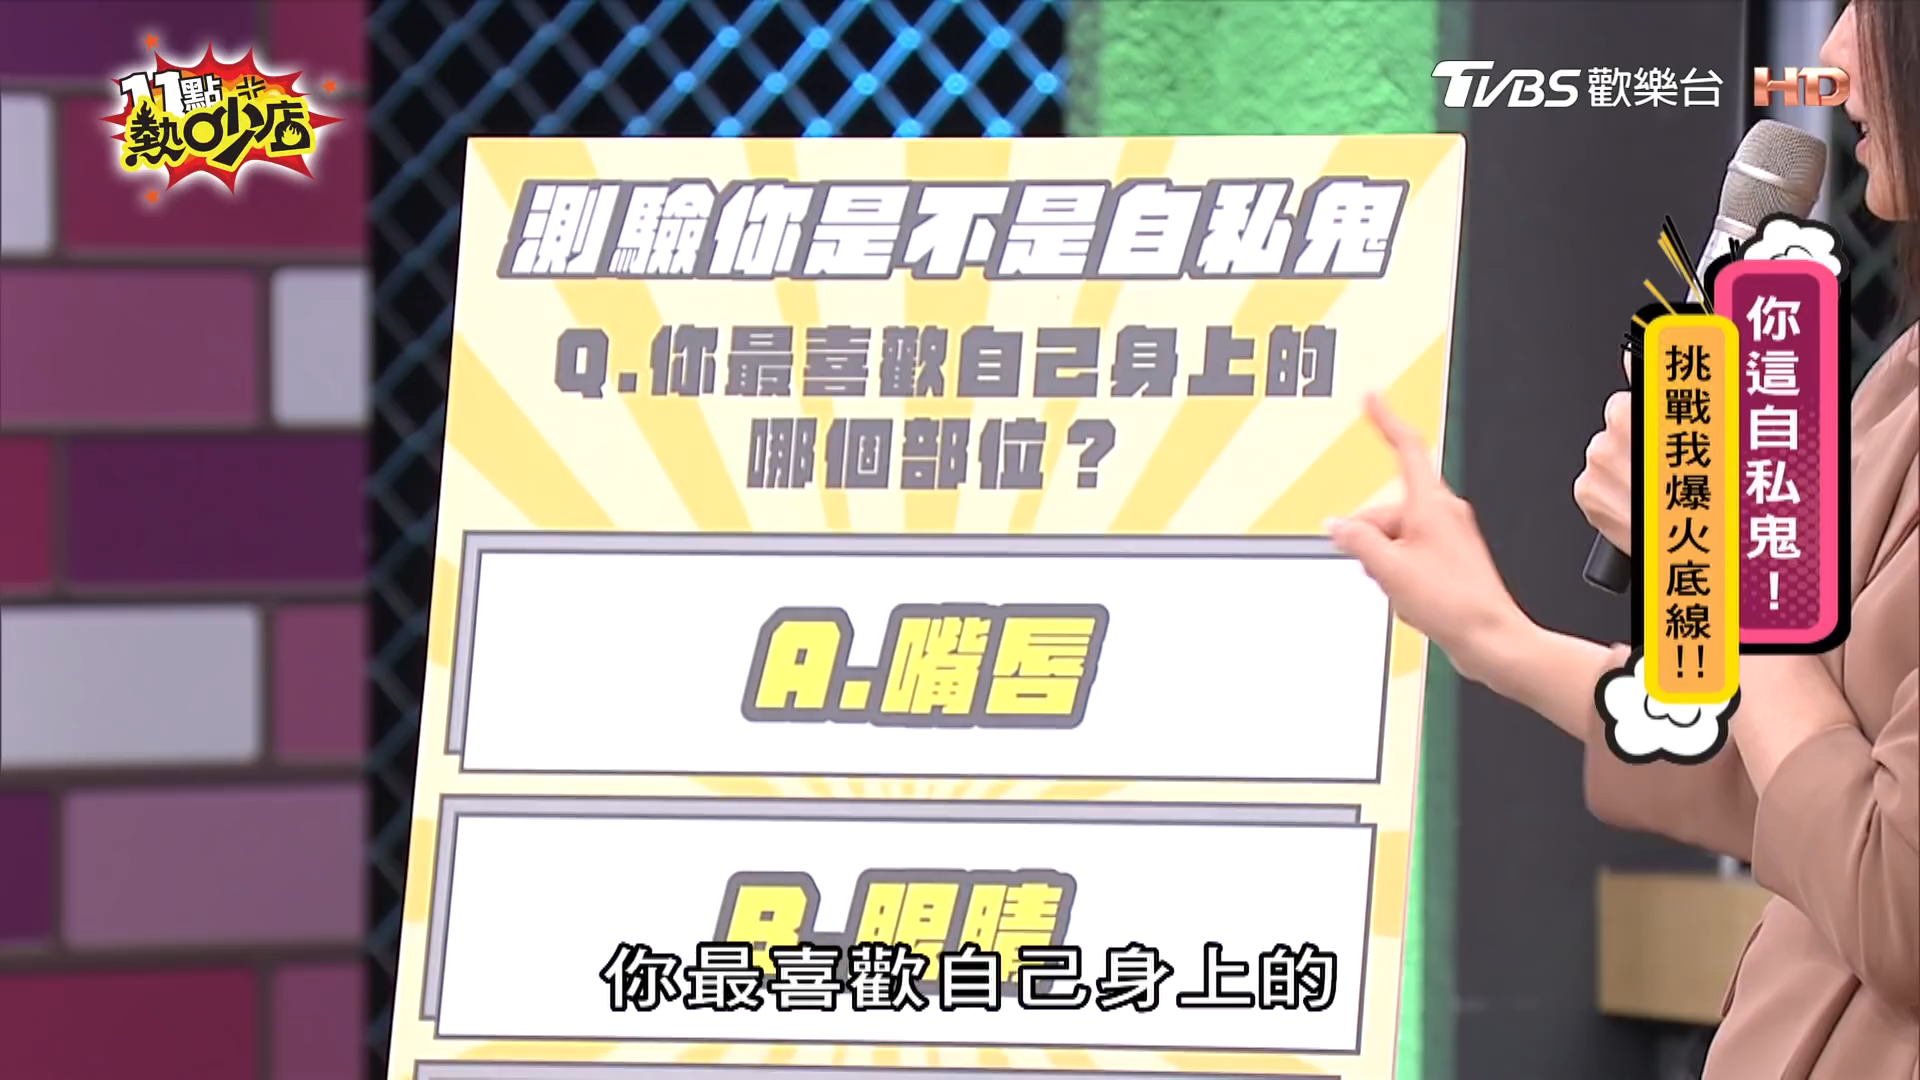 11點
熱吵店
TVBS歡樂台 HD
測驗你是不是自私鬼
Q.你最喜歡自己身上的
哪個部位？
A.嘴唇
B.眼睛
你這自私鬼！
挑戰我爆火底線!!
你最喜歡自己身上的